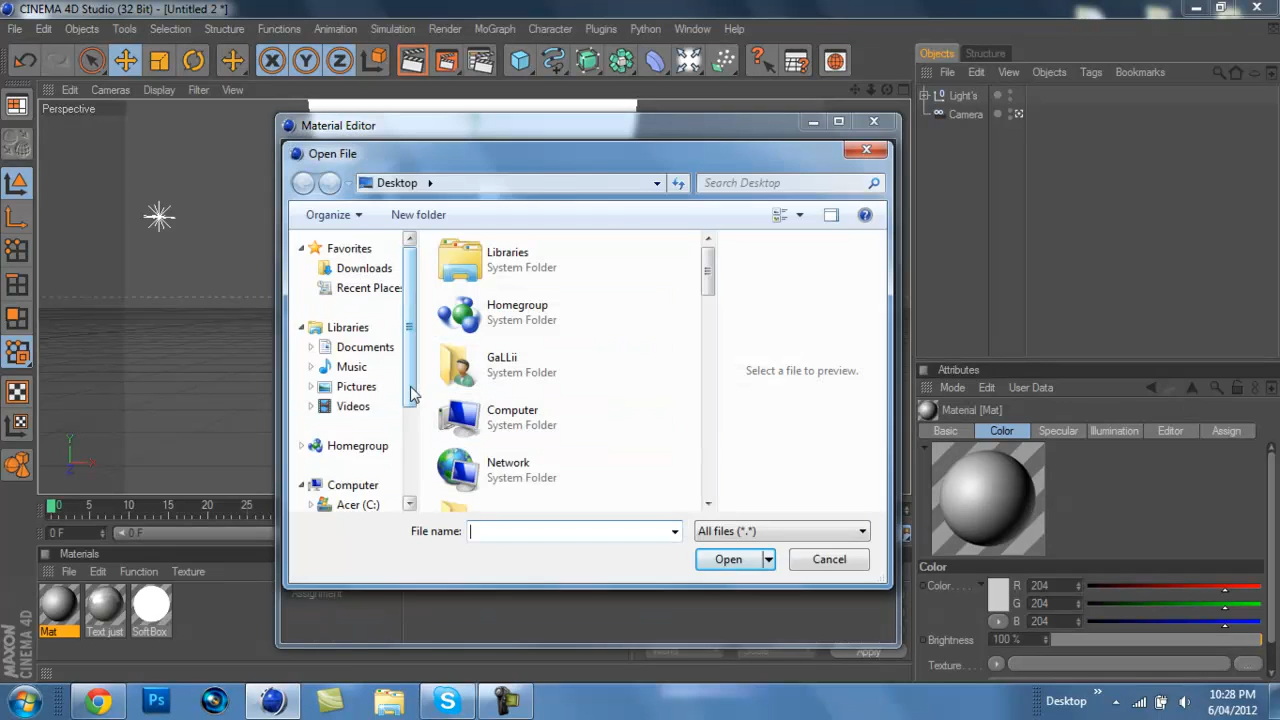 CINEMA 4D Studio (32 Bit) - [Untitled 2 *]
File Edit Objects Tools Selection Structure Functions Animation Simulation Render MoGraph Character Plugins Python Window Help
Objects Structure
File Edit View Objects Tags Bookmarks
Edit Cameras Display Filter View
Perspective
Light's
Camera
Material Editor
Open File
Desktop
Search Desktop
Organize New folder
Favorites
Downloads
Recent Places
Libraries
Documents
Music
Pictures
Videos
Homegroup
Computer
Acer (C:)
Libraries
System Folder
Homegroup
System Folder
GaLLii
System Folder
Computer
System Folder
Network
System Folder
Select a file to preview.
File name:
All files (*.*)
Open
Cancel
Assignment
Apply
X Y Z
Y
0 5 10 15 20 25
0 F
0 F
Materials
File Edit Function Texture
Mat
Text just
SoftBox
MAXON
CINEMA 4D
Attributes
Mode Edit User Data
Material [Mat]
Basic Color Specular Illumination Editor Assign
Color
Color. . . . R 204
G 204
B 204
Brightness 100 %
Texture. . . .
Ps
Desktop
10:28 PM
6/04/2012